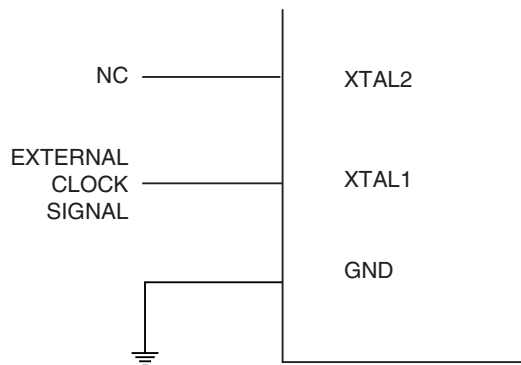 NC
XTAL2
EXTERNAL
CLOCK
SIGNAL
XTAL1
GND